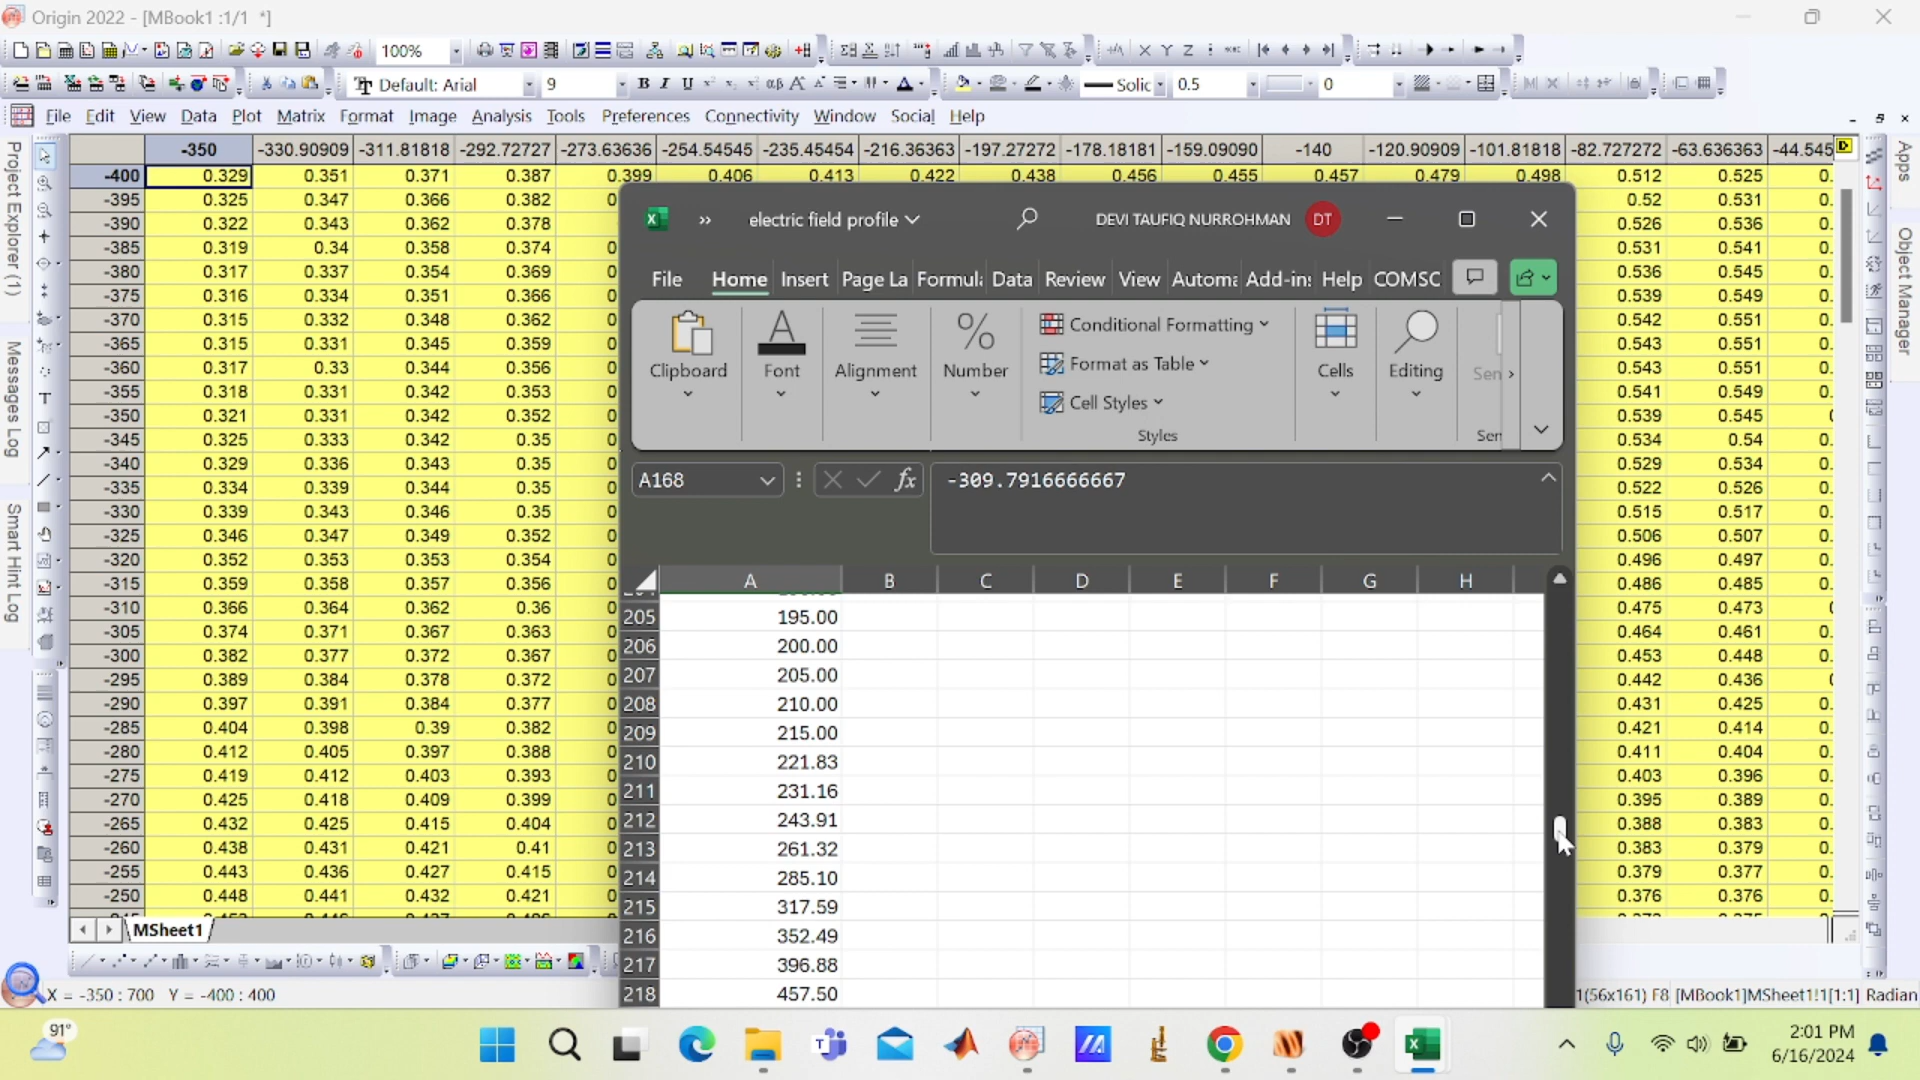 Origin 2022 - [MBook1 :1/1 *]
100%
Default: Arial 9 B I U αβ A Solic 0.5 0
File Edit View Data Plot Matrix Format Image Analysis Tools Preferences Connectivity Window Social Help
Project Explorer (1)
Messages Log
Smart Hint Log
Apps
Object Manager
-350 -330.90909 -311.81818 -292.72727 -273.63636 -254.54545 -235.45454 -216.36363 -197.27272 -178.18181 -159.09090 -140 -120.90909 -101.81818 -82.727272 -63.636363 -44.545
-400 0.329 0.351 0.371 0.387 0.399 0.406 0.413 0.422 0.438 0.456 0.455 0.457 0.479 0.498 0.512 0.525 0.
-395 0.325 0.347 0.366 0.382 0 0.52 0.531 0.
-390 0.322 0.343 0.362 0.378 0.526 0.536 0.
-385 0.319 0.34 0.358 0.374 0 0.531 0.541 0.
-380 0.317 0.337 0.354 0.369 0 0.536 0.545 0.
-375 0.316 0.334 0.351 0.366 0 0.539 0.549 0.
-370 0.315 0.332 0.348 0.362 0 0.542 0.551 0.
-365 0.315 0.331 0.345 0.359 0 0.543 0.551 0.
-360 0.317 0.33 0.344 0.356 0 0.543 0.551 0.
-355 0.318 0.331 0.342 0.353 0 0.541 0.549 0.
-350 0.321 0.331 0.342 0.352 0 0.539 0.545
-345 0.325 0.333 0.342 0.35 0 0.534 0.54 0.
-340 0.329 0.336 0.343 0.35 0 0.529 0.534 0.
-335 0.334 0.339 0.344 0.35 0 0.522 0.526 0.
-330 0.339 0.343 0.346 0.35 0 0.515 0.517 0.
-325 0.346 0.347 0.349 0.352 0 0.506 0.507 0.
-320 0.352 0.353 0.353 0.354 0 0.496 0.497 0.
-315 0.359 0.358 0.357 0.356 0 0.486 0.485 0.
-310 0.366 0.364 0.362 0.36 0 0.475 0.473
-305 0.374 0.371 0.367 0.363 0 0.464 0.461 0.
-300 0.382 0.377 0.372 0.367 0 0.453 0.448 0.
-295 0.389 0.384 0.378 0.372 0 0.442 0.436
-290 0.397 0.391 0.384 0.377 0 0.431 0.425 0.
-285 0.404 0.398 0.39 0.382 0 0.421 0.414 0.
-280 0.412 0.405 0.397 0.388 0 0.411 0.404 0.
-275 0.419 0.412 0.403 0.393 0 0.403 0.396 0.
-270 0.425 0.418 0.409 0.399 0 0.395 0.389 0.
-265 0.432 0.425 0.415 0.404 0 0.388 0.383 0.
-260 0.438 0.431 0.421 0.41 0 0.383 0.379 0.
-255 0.443 0.436 0.427 0.415 0 0.379 0.377 0.
-250 0.448 0.441 0.432 0.421 0 0.376 0.376 0.
MSheet1
X = -350 : 700 Y = -400 : 400
1(56x161) F8 [MBook1]MSheet1!1[1:1] Radian
» electric field profile DEVI TAUFIQ NURROHMAN DT
File Home Insert Page La Formul Data Review View Automa Add-in: Help COMSC
Conditional Formatting
Format as Table
Cell Styles
Clipboard Font Alignment Number Cells Editing Sen
Styles Sen
A168 fx -309.7916666667
A B C D E F G H
205 195.00
206 200.00
207 205.00
208 210.00
209 215.00
210 221.83
211 231.16
212 243.91
213 261.32
214 285.10
215 317.59
216 352.49
217 396.88
218 457.50
91°
2:01 PM
6/16/2024